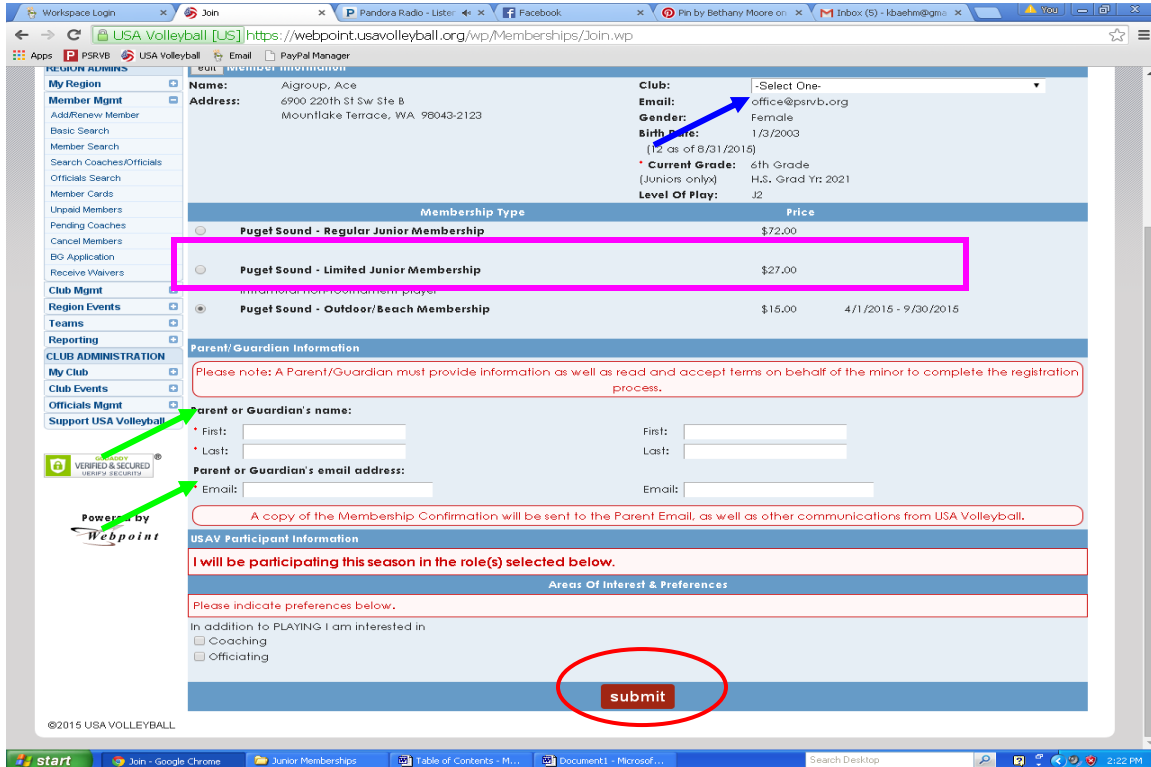 Workspace Login
Join
Pandora Radio - Lister
Facebook
Pin by Bethany Moore on
Inbox (5) - kbaehm@gma
You
USA Volleyball [US] https://webpoint.usavolleyball.org/wp/Memberships/Join.wp
Apps PSRVB USA Volleyball Email PayPal Manager
REGION ADMINS
My Region
Member Mgmt
Add/Renew Member
Basic Search
Member Search
Search Coaches/Officials
Officials Search
Member Cards
Unpaid Members
Pending Coaches
Cancel Members
BG Application
Receive Waivers
Club Mgmt
Region Events
Teams
Reporting
CLUB ADMINISTRATION
My Club
Club Events
Officials Mgmt
Support USA Volleyball
GODADDY
VERIFIED & SECURED
VERIFY SECURITY
®
Powered by
Webpoint
©2015 USA VOLLEYBALL
edit Member Information
Name: Aigroup, Ace
Address: 6900 220th St Sw Ste B
Mountlake Terrace, WA 98043-2123
Club: -Select One-
Email: office@psrvb.org
Gender: Female
Birth Date: 1/3/2003
(12 as of 8/31/2015)
* Current Grade: 6th Grade
(Juniors only) H.S. Grad Yr: 2021
Level Of Play: J2
Membership Type Price
Puget Sound - Regular Junior Membership $72.00
Puget Sound - Limited Junior Membership $27.00
Intramural non-tournament player
Puget Sound - Outdoor/Beach Membership $15.00 4/1/2015 - 9/30/2015
Parent/Guardian Information
Please note: A Parent/Guardian must provide information as well as read and accept terms on behalf of the minor to complete the registration
process.
Parent or Guardian's name:
* First: First:
* Last: Last:
Parent or Guardian's email address:
* Email: Email:
A copy of the Membership Confirmation will be sent to the Parent Email, as well as other communications from USA Volleyball.
USAV Participant Information
I will be participating this season in the role(s) selected below.
Areas Of Interest & Preferences
Please indicate preferences below.
In addition to PLAYING I am interested in
Coaching
Officiating
submit
start
Join - Google Chrome
Junior Memberships
Table of Contents - M...
Document1 - Microsof...
Search Desktop
2:22 PM